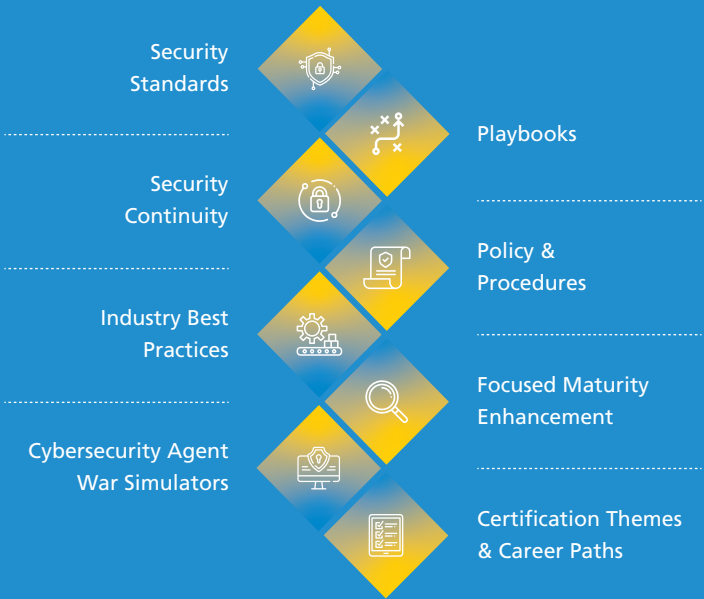 Security
Standards
Playbooks
Security
Continuity
Policy &
Procedures
Industry Best
Practices
Focused Maturity
Enhancement
Cybersecurity Agent
War Simulators
Certification Themes
& Career Paths